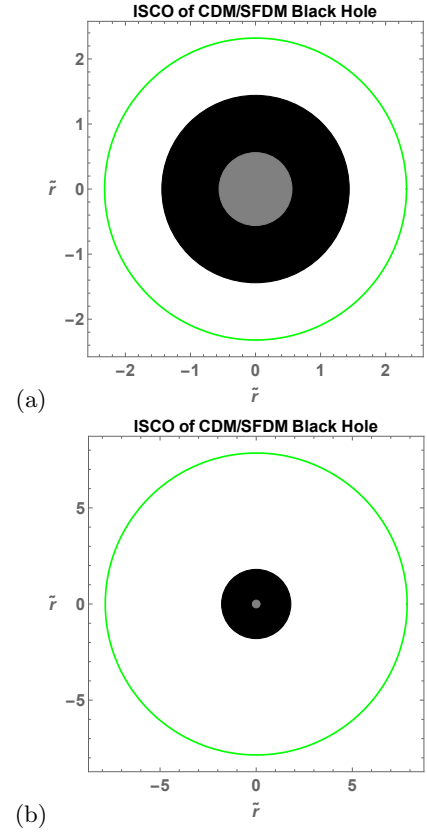 ISCO of CDM/SFDM Black Hole
2
1
r̃ 0
−1
−2
−2 −1 0 1 2
r̃
(a)
ISCO of CDM/SFDM Black Hole
5
r̃ 0
−5
−5 0 5
r̃
(b)